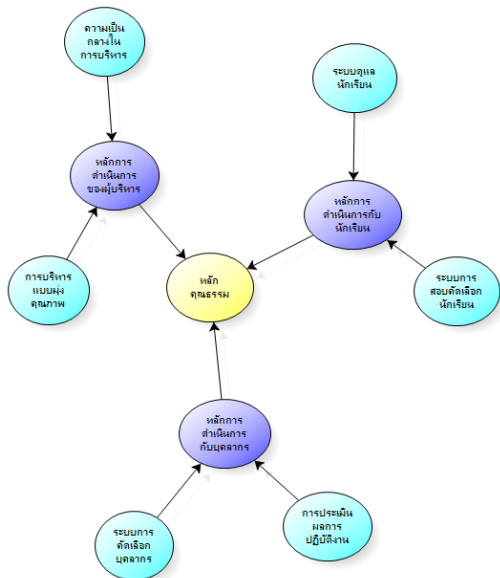 ความเป็น
กลางใน
การบริหาร
ระบบดูแล
นักเรียน
หลักการ
ดำเนินการ
ของผู้บริหาร
หลักการ
ดำเนินการกับ
นักเรียน
การบริหาร
แบบมุ่ง
คุณภาพ
หลัก
คุณธรรม
ระบบการ
สอบคัดเลือก
นักเรียน
หลักการ
ดำเนินการ
กับบุคลากร
ระบบการ
คัดเลือก
บุคลากร
การประเมิน
ผลการ
ปฏิบัติงาน